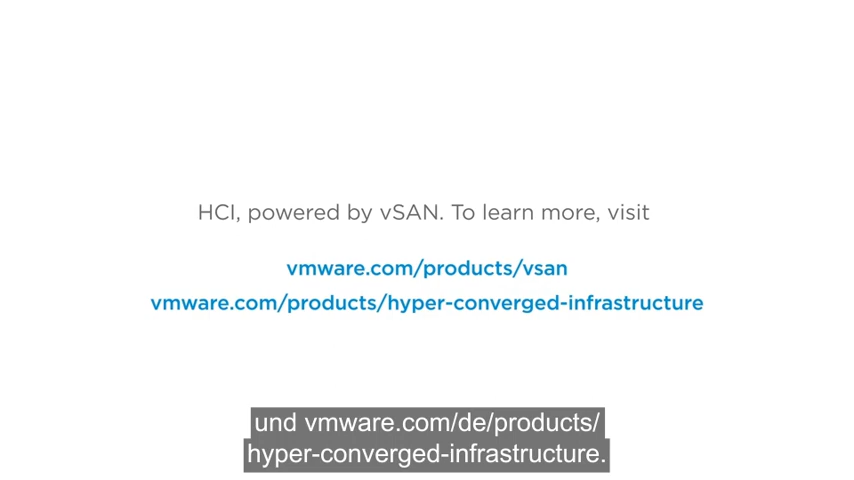 HCI, powered by vSAN. To learn more, visit
vmware.com/products/vsan
vmware.com/products/hyper-converged-infrastructure
und vmware.com/de/products/
hyper-converged-infrastructure.